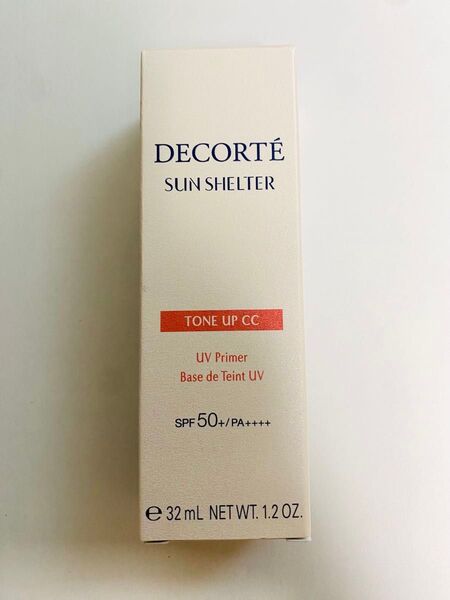 DECORTÉ
SUN SHELTER
TONE UP CC
UV Primer
Base de Teint UV
SPF 50+/PA++++
℮ 32 mL NET WT. 1.2 OZ.